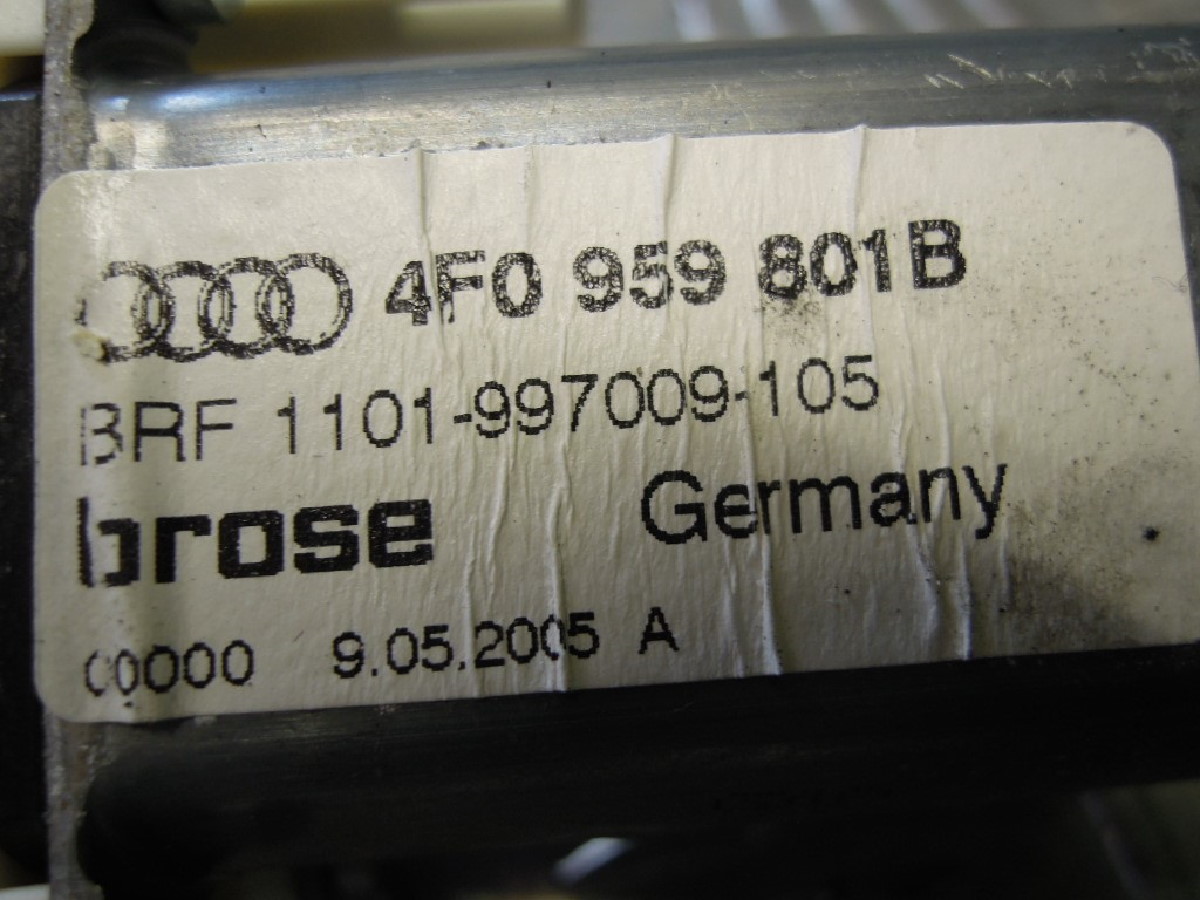 4F0 959 801B
BRF 1101-997009-105
brose Germany
00000 9.05.2005 A